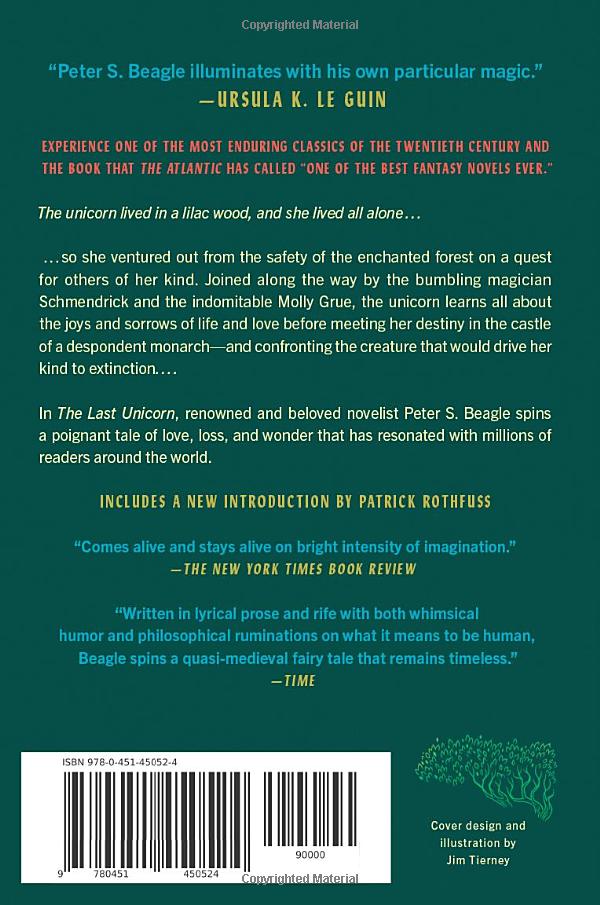 Copyrighted Material
“Peter S. Beagle illuminates with his own particular magic.”
—URSULA K. LE GUIN
EXPERIENCE ONE OF THE MOST ENDURING CLASSICS OF THE TWENTIETH CENTURY AND
THE BOOK THAT THE ATLANTIC HAS CALLED “ONE OF THE BEST FANTASY NOVELS EVER.”
The unicorn lived in a lilac wood, and she lived all alone…
…so she ventured out from the safety of the enchanted forest on a quest
for others of her kind. Joined along the way by the bumbling magician
Schmendrick and the indomitable Molly Grue, the unicorn learns all about
the joys and sorrows of life and love before meeting her destiny in the castle
of a despondent monarch—and confronting the creature that would drive her
kind to extinction….
In The Last Unicorn, renowned and beloved novelist Peter S. Beagle spins
a poignant tale of love, loss, and wonder that has resonated with millions of
readers around the world.
INCLUDES A NEW INTRODUCTION BY PATRICK ROTHFUSS
“Comes alive and stays alive on bright intensity of imagination.”
—THE NEW YORK TIMES BOOK REVIEW
“Written in lyrical prose and rife with both whimsical
humor and philosophical ruminations on what it means to be human,
Beagle spins a quasi-medieval fairy tale that remains timeless.”
—TIME
ISBN 978-0-451-45052-4
90000
9 780451 450524
Cover design and
illustration by
Jim Tierney
Copyrighted Material